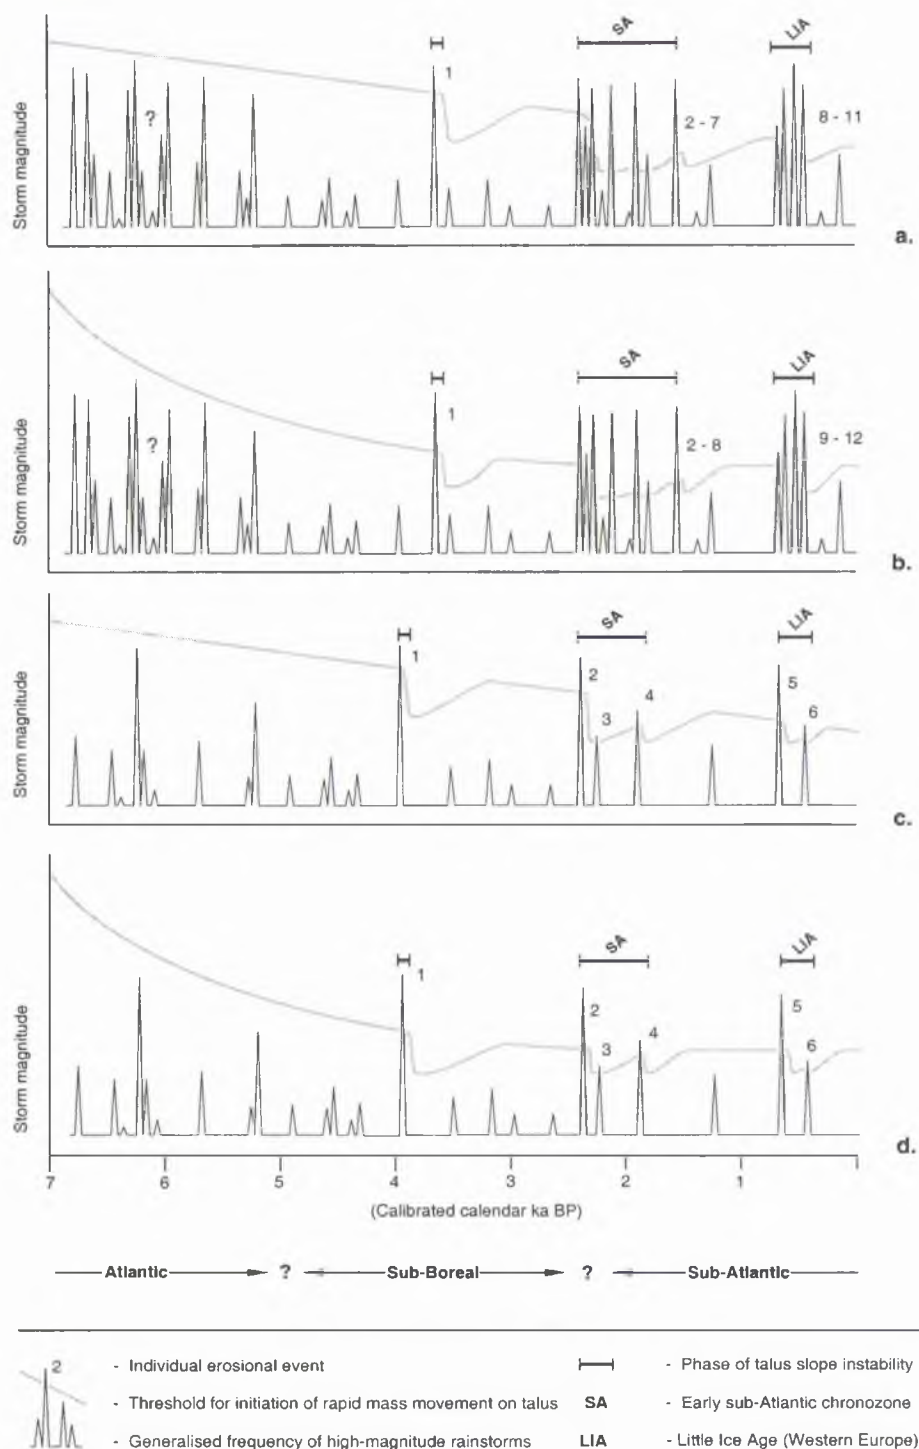 SA
LIA
1
?
2 - 7
8 - 11
Storm magnitude
a.
SA
LIA
1
?
2 - 8
9 - 12
Storm magnitude
b.
SA
LIA
1
2
3
4
5
6
Storm magnitude
c.
SA
LIA
1
2
3
4
5
6
Storm magnitude
d.
7 6 5 4 3 2 1
(Calibrated calendar ka BP)
Atlantic ? Sub-Boreal ? Sub-Atlantic
2 - Individual erosional event - Phase of talus slope instability
- Threshold for initiation of rapid mass movement on talus SA - Early sub-Atlantic chronozone
- Generalised frequency of high-magnitude rainstorms LIA - Little Ice Age (Western Europe)